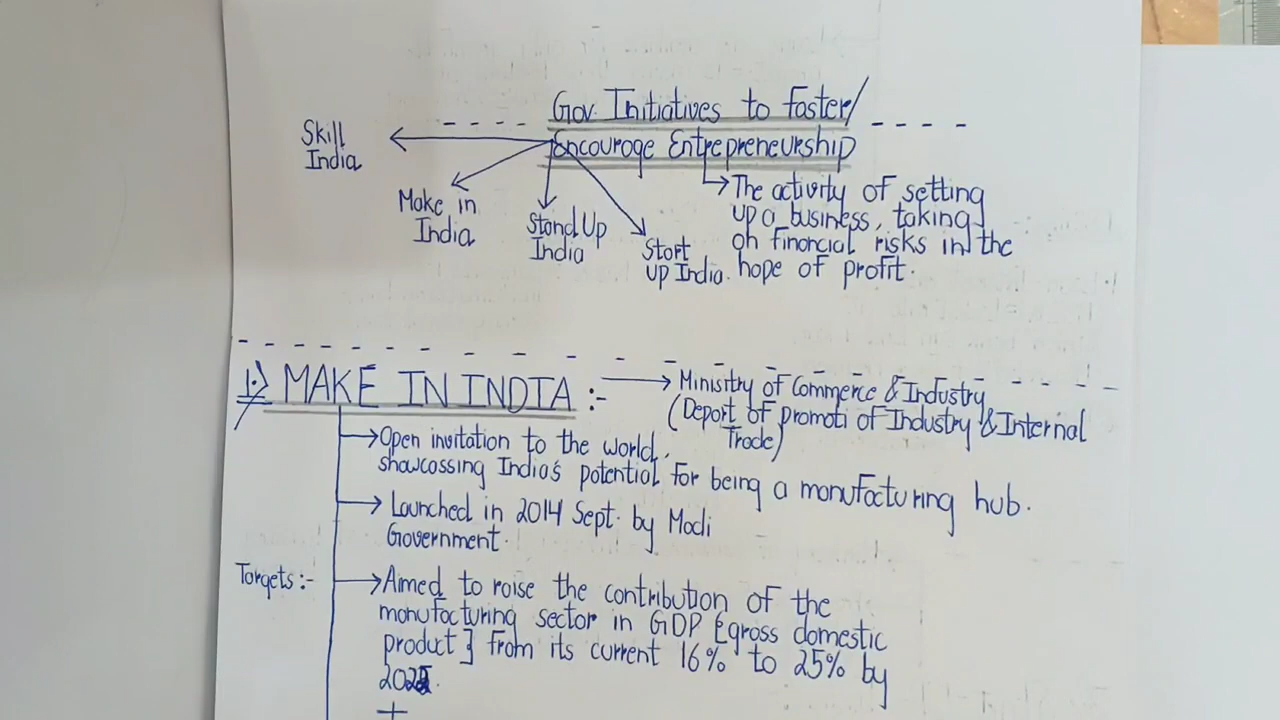 Gov. Initiatives to Foster/
Encourage Entrepreneurship
Skill
India
Make in
India
Stand Up
India
Start
up India.
The activity of setting
up a business, taking
on financial risks in the
hope of profit.
1.) MAKE IN INDIA :-
Ministry of Commerce & Industry
(Depart of promoti of Industry & Internal
Trade)
Open invitation to the world,
showcassing India's potential for being a manufacturing hub.
Launched in 2014 Sept. by Modi
Government.
Targets:-
Aimed to raise the contribution of the
manufacturing sector in GDP [gross domestic
product] from its current 16% to 25% by
+